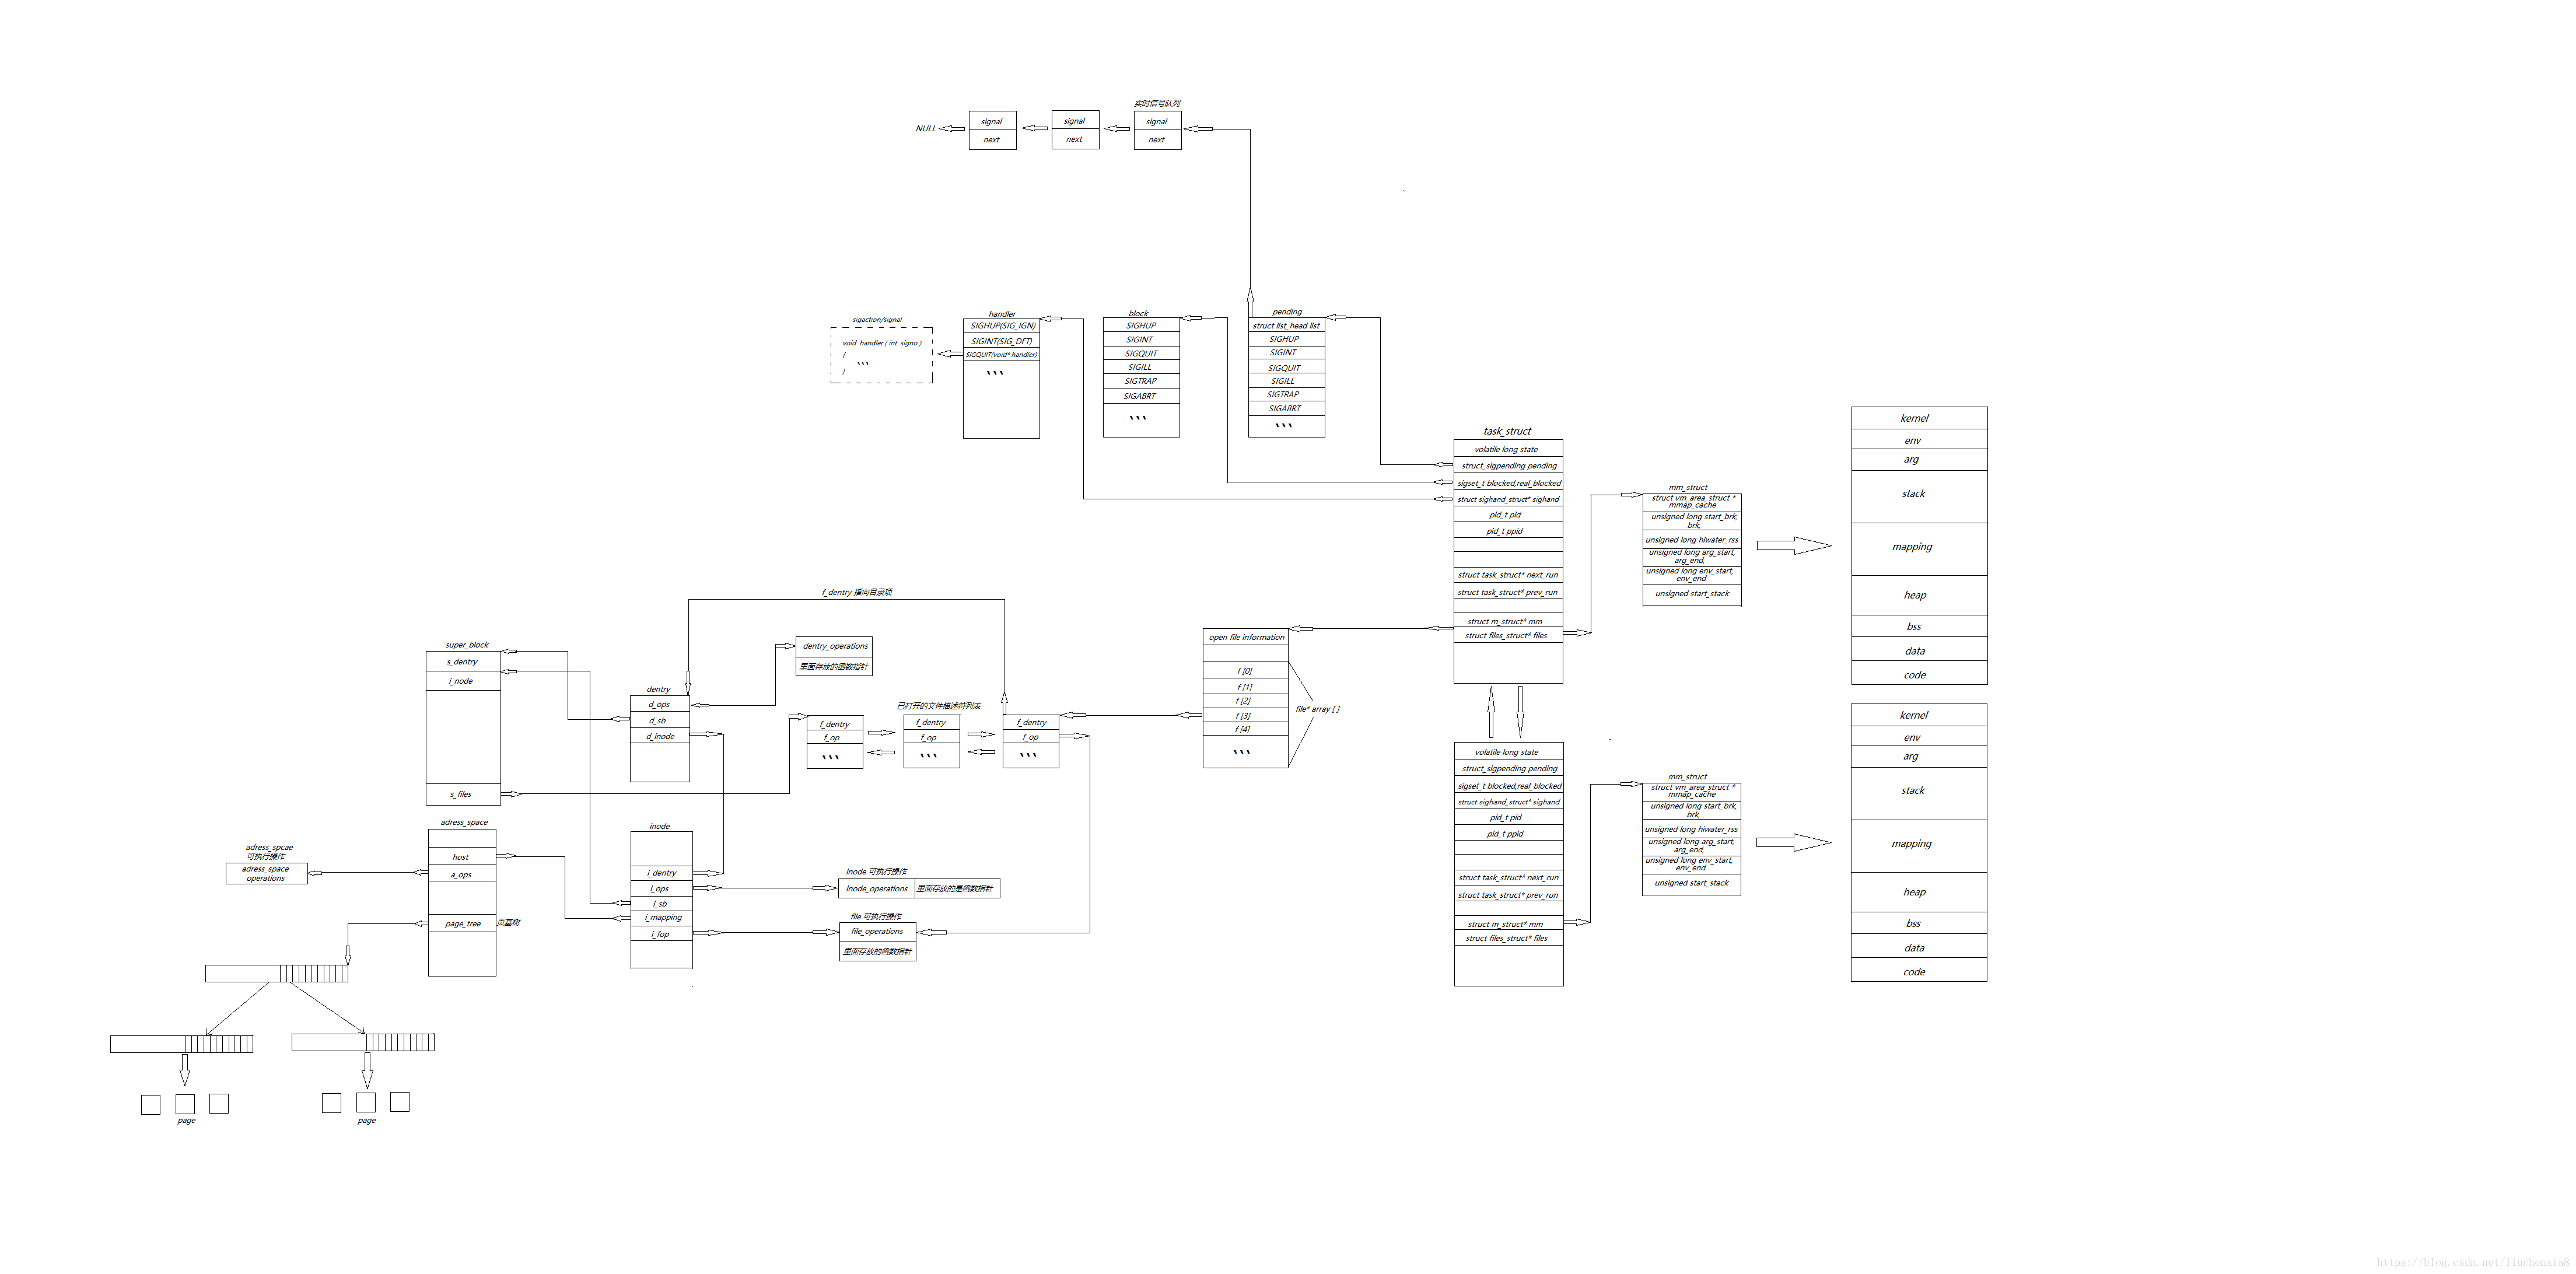 实时信号队列
NULL
signal
next
signal
next
signal
next
sigaction/signal
void handler ( int signo )
{
、、、
}
handler
SIGHUP(SIG_IGN)
SIGINT(SIG_DFT)
SIGQUIT(void* handler)
、、、
block
SIGHUP
SIGINT
SIGQUIT
SIGILL
SIGTRAP
SIGABRT
、、、
pending
struct list_head list
SIGHUP
SIGINT
SIGQUIT
SIGILL
SIGTRAP
SIGABRT
、、、
task_struct
volatile long state
struct_sigpending pending
sigset_t blocked,real_blocked
struct sighand_struct* sighand
pid_t pid
pid_t ppid
struct task_struct* next_run
struct task_struct* prev_run
struct m_struct* mm
struct files_struct* files
mm_struct
struct vm_area_struct *
mmap_cache
unsigned long start_brk,
brk,
unsigned long hiwater_rss
unsigned long arg_start,
arg_end,
unsigned long env_start,
env_end
unsigned start_stack
kernel
env
arg
stack
mapping
heap
bss
data
code
f_dentry 指向目录项
super_block
s_dentry
i_node
s_files
dentry
d_ops
d_sb
d_inode
dentry_operations
里面存放的函数指针
已打开的文件描述符列表
f_dentry
f_op
、、、
f_dentry
f_op
、、、
f_dentry
f_op
、、、
open file information
f [0]
f [1]
f [2]
f [3]
f [4]
、、、
file* array [ ]
volatile long state
struct_sigpending pending
sigset_t blocked,real_blocked
struct sighand_struct* sighand
pid_t pid
pid_t ppid
struct task_struct* next_run
struct task_struct* prev_run
struct m_struct* mm
struct files_struct* files
mm_struct
struct vm_area_struct *
mmap_cache
unsigned long start_brk,
brk,
unsigned long hiwater_rss
unsigned long arg_start,
arg_end,
unsigned long env_start,
env_end
unsigned start_stack
kernel
env
arg
stack
mapping
heap
bss
data
code
adress_space
host
a_ops
page_tree
页基树
adress_spcae
可执行操作
adress_space
operations
inode
i_dentry
i_ops
i_sb
i_mapping
i_fop
inode 可执行操作
inode_operations
里面存放的是函数指针
file 可执行操作
file_operations
里面存放的函数指针
page
page
https://blog.csdn.net/liuchenxia8